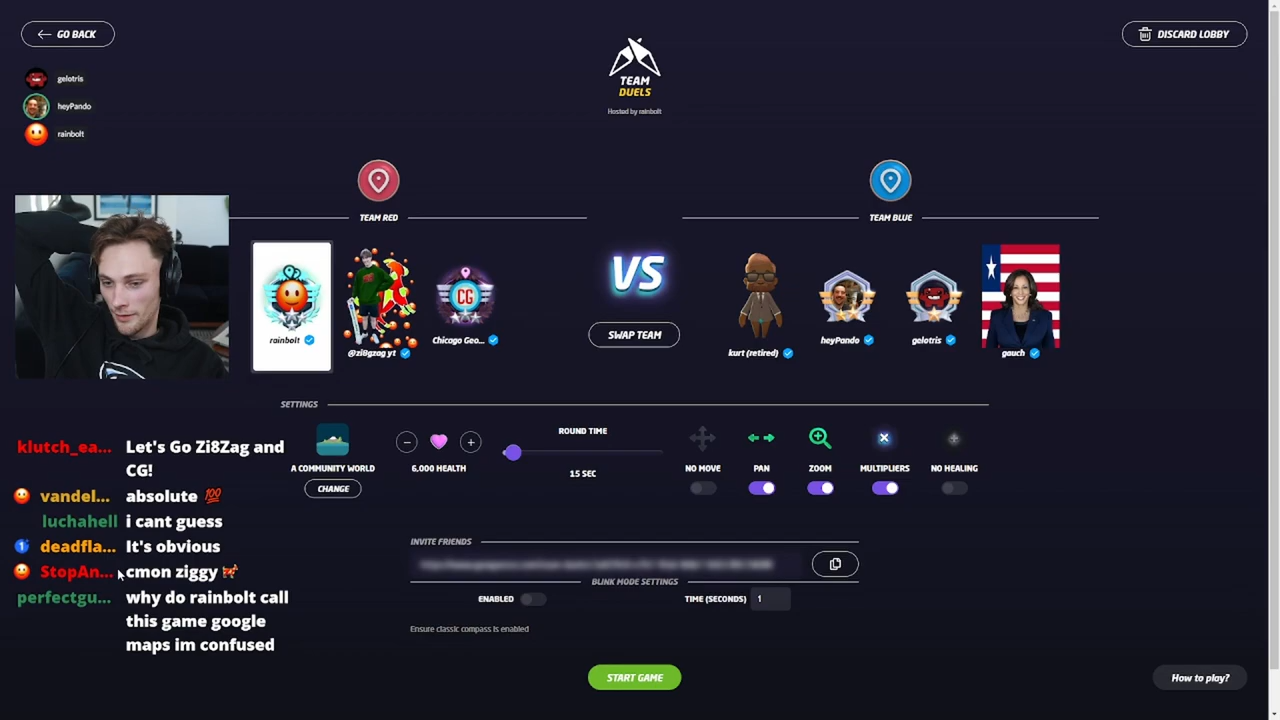 GO BACK
DISCARD LOBBY
gelotris
heyPando
rainbolt
TEAM
DUELS
Hosted by rainbolt
TEAM RED
TEAM BLUE
VS
SWAP TEAM
rainbolt
@zi8gzag yt
CG
Chicago Geo...
kurt (retired)
heyPando
gelotris
gauch
SETTINGS
A COMMUNITY WORLD
CHANGE
6,000 HEALTH
ROUND TIME
15 SEC
NO MOVE
PAN
ZOOM
MULTIPLIERS
NO HEALING
INVITE FRIENDS
BLINK MODE SETTINGS
ENABLED
TIME (SECONDS) 1
Ensure classic compass is enabled
START GAME
How to play?
klutch_ea... Let's Go Zi8Zag and
CG!
vandel... absolute 💯
luchahell i cant guess
1 deadfla... It's obvious
StopAn... cmon ziggy
perfectgu... why do rainbolt call
this game google
maps im confused